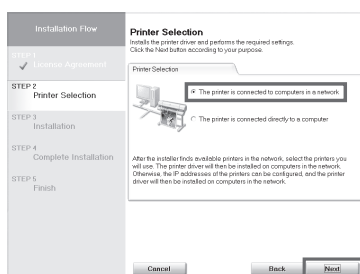 Installation Flow
STEP 1
License Agreement
STEP 2
Printer Selection
STEP 3
Installation
STEP 4
Complete Installation
STEP 5
Finish
Printer Selection
Installs the printer driver and performs the required settings.
Click the Next button according to your purpose.
Printer Selection
The printer is connected to computers in a network
The printer is connected directly to a computer
After the installer finds available printers in the network, select the printers you
will use. The printer driver will then be installed on computers in the network.
Otherwise, the IP addresses of the printers can be configured, and the printer
driver will then be installed on computers in the network.
Cancel
Back
Next